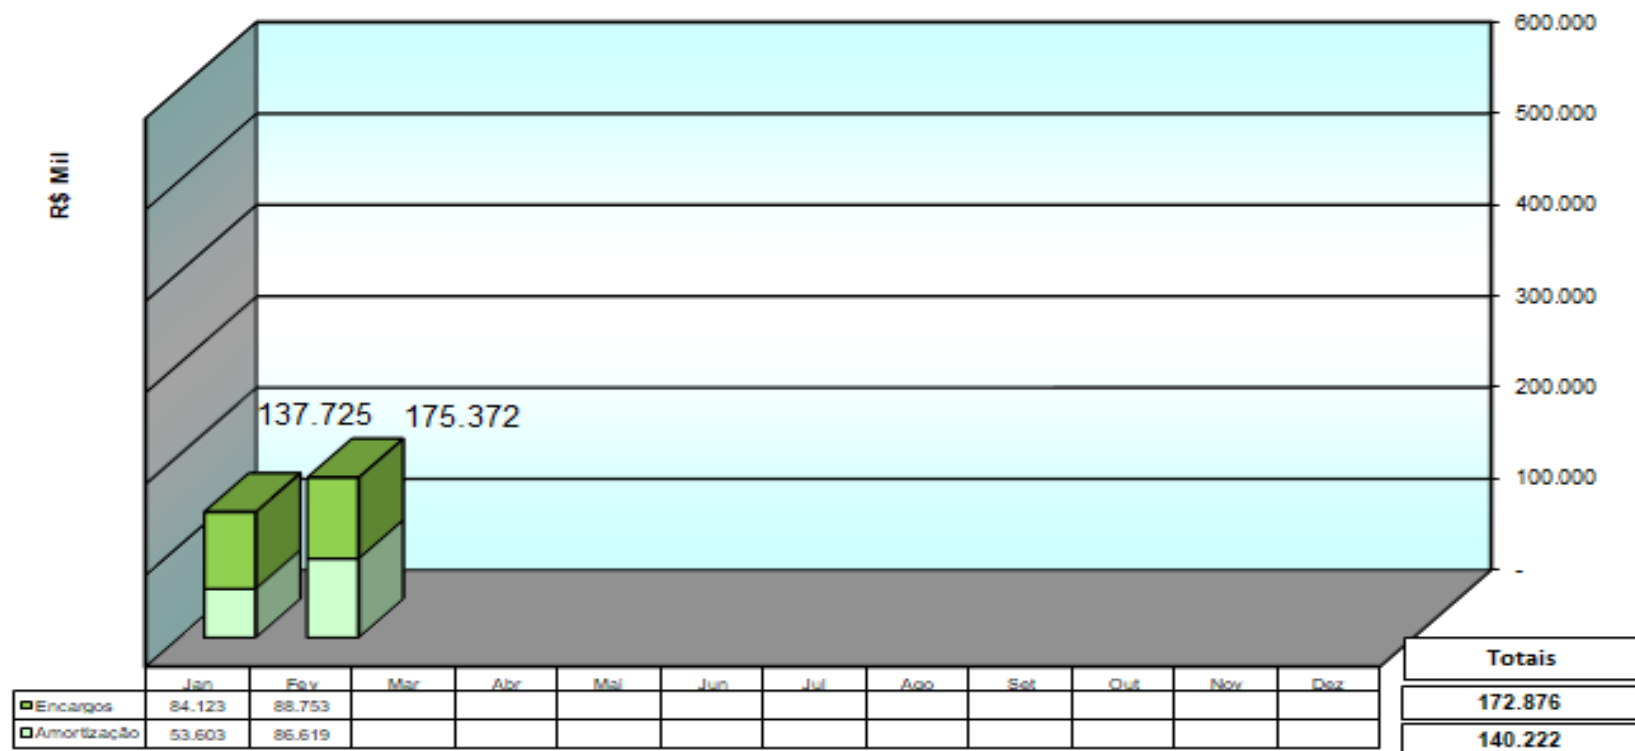 600.000
500.000
R$ Mil
400.000
300.000
200.000
137.725 175.372
100.000
-
Totais
Jan Fev Mar Abr Mai Jun Jul Ago Set Out Nov Dez
Encargos 84.123 88.753 172.876
Amortização 53.603 86.619 140.222